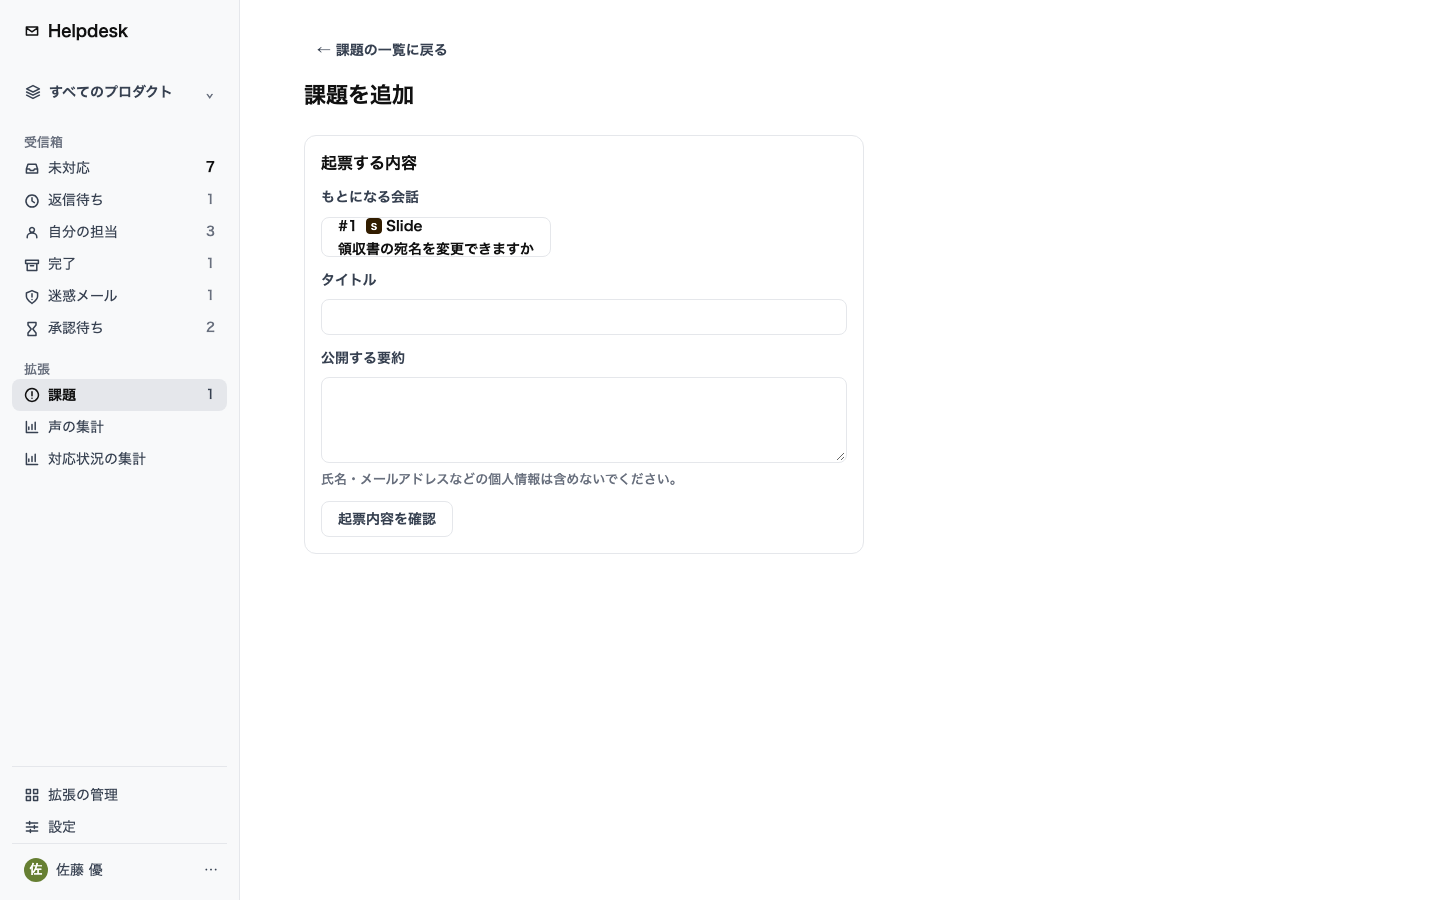 Helpdesk
すべてのプロダクト
受信箱
未対応 7
返信待ち 1
自分の担当 3
完了 1
迷惑メール 1
承認待ち 2
拡張
課題 1
声の集計
対応状況の集計
拡張の管理
設定
佐 佐藤 優 …
← 課題の一覧に戻る
課題を追加
起票する内容
もとになる会話
#1 S Slide
領収書の宛名を変更できますか
タイトル
公開する要約
氏名・メールアドレスなどの個人情報は含めないでください。
起票内容を確認